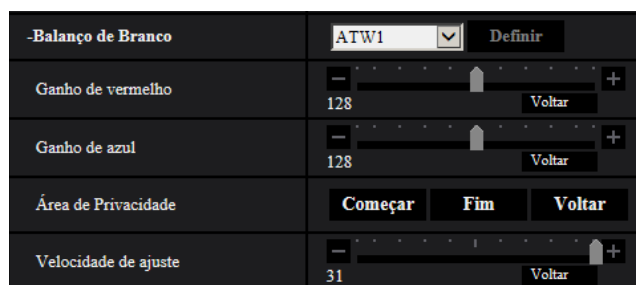 -Balanço de Branco ATW1 Definir
Ganho de vermelho
128 Voltar
Ganho de azul
128 Voltar
Área de Privacidade Começar Fim Voltar
Velocidade de ajuste
31 Voltar